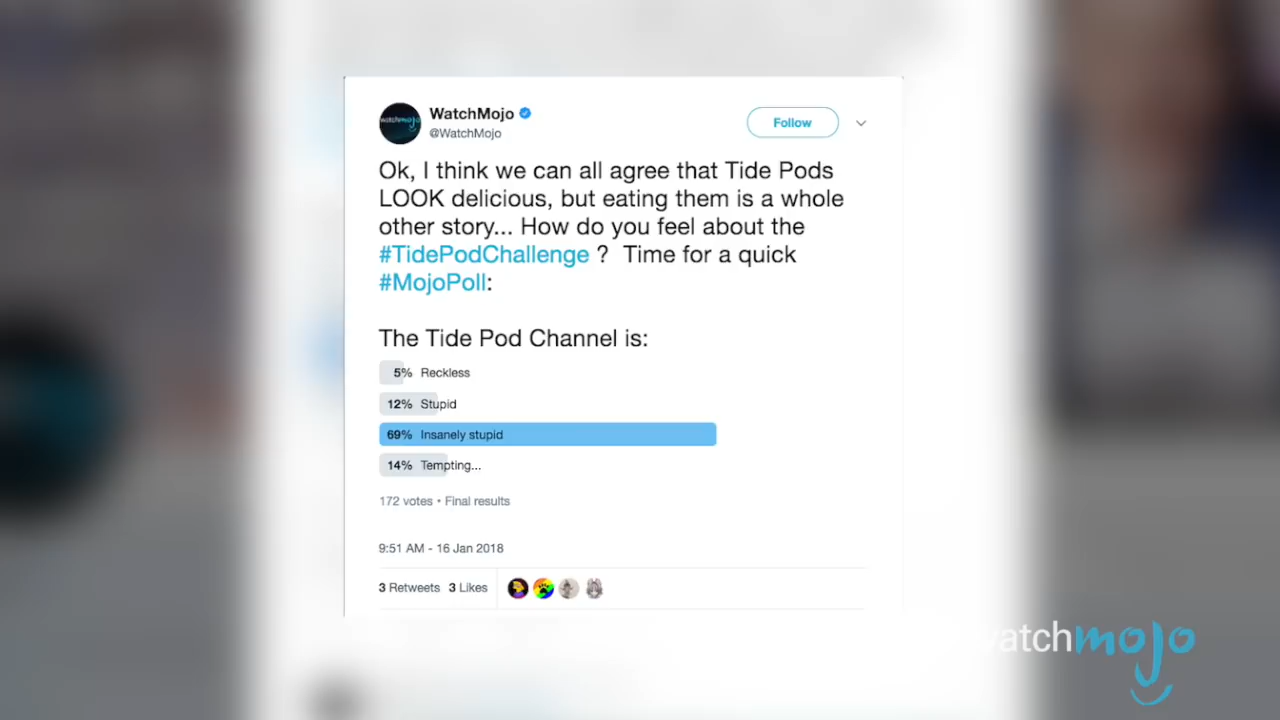 WatchMojo
@WatchMojo
Follow
Ok, I think we can all agree that Tide Pods
LOOK delicious, but eating them is a whole
other story... How do you feel about the
#TidePodChallenge ? Time for a quick
#MojoPoll:
The Tide Pod Channel is:
5% Reckless
12% Stupid
69% Insanely stupid
14% Tempting...
172 votes • Final results
9:51 AM - 16 Jan 2018
3 Retweets 3 Likes
watchmojo